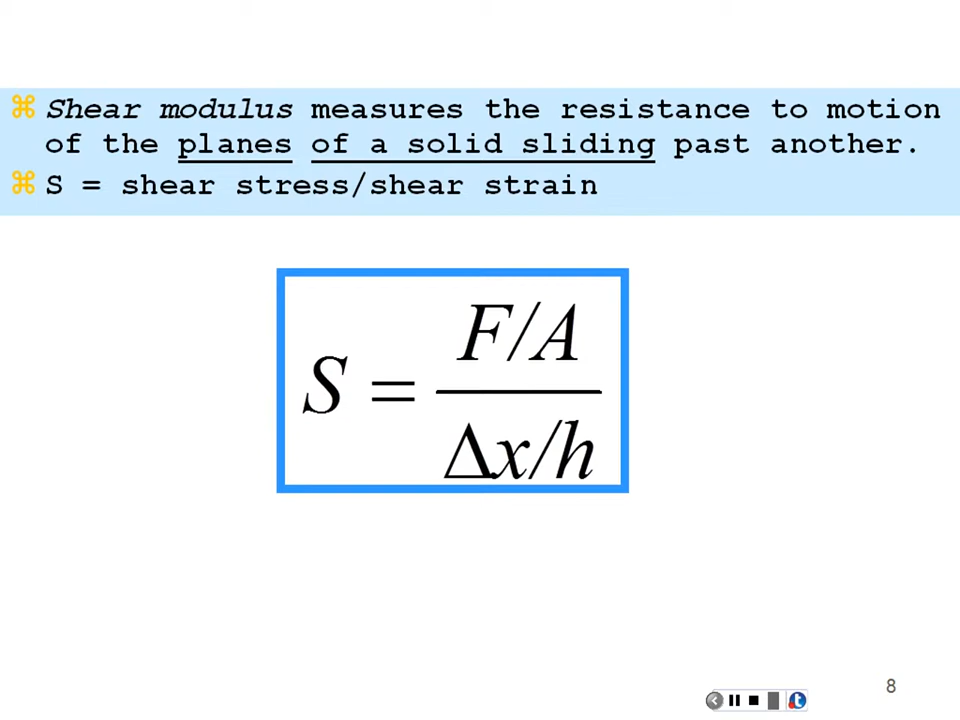 Shear modulus measures the resistance to motion
of the planes of a solid sliding past another.
S = shear stress/shear strain
S = F/A
Δx/h
8